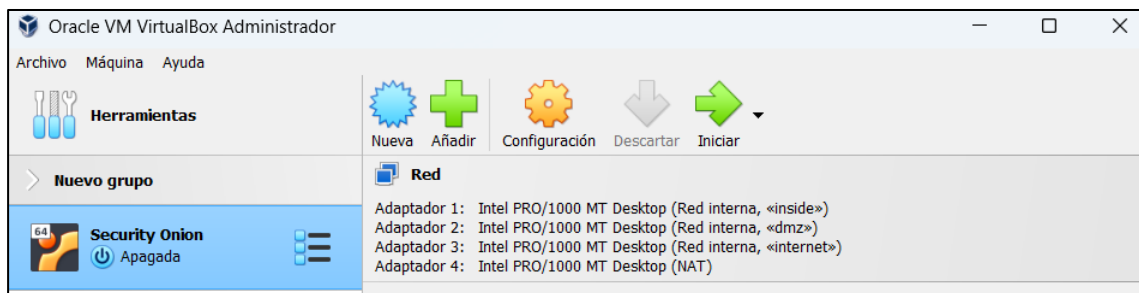 Oracle VM VirtualBox Administrador
Archivo Máquina Ayuda
Herramientas
Nueva Añadir Configuración Descartar Iniciar
Nuevo grupo
Red
Adaptador 1: Intel PRO/1000 MT Desktop (Red interna, «inside»)
Adaptador 2: Intel PRO/1000 MT Desktop (Red interna, «dmz»)
Adaptador 3: Intel PRO/1000 MT Desktop (Red interna, «internet»)
Adaptador 4: Intel PRO/1000 MT Desktop (NAT)
64
Security Onion
Apagada